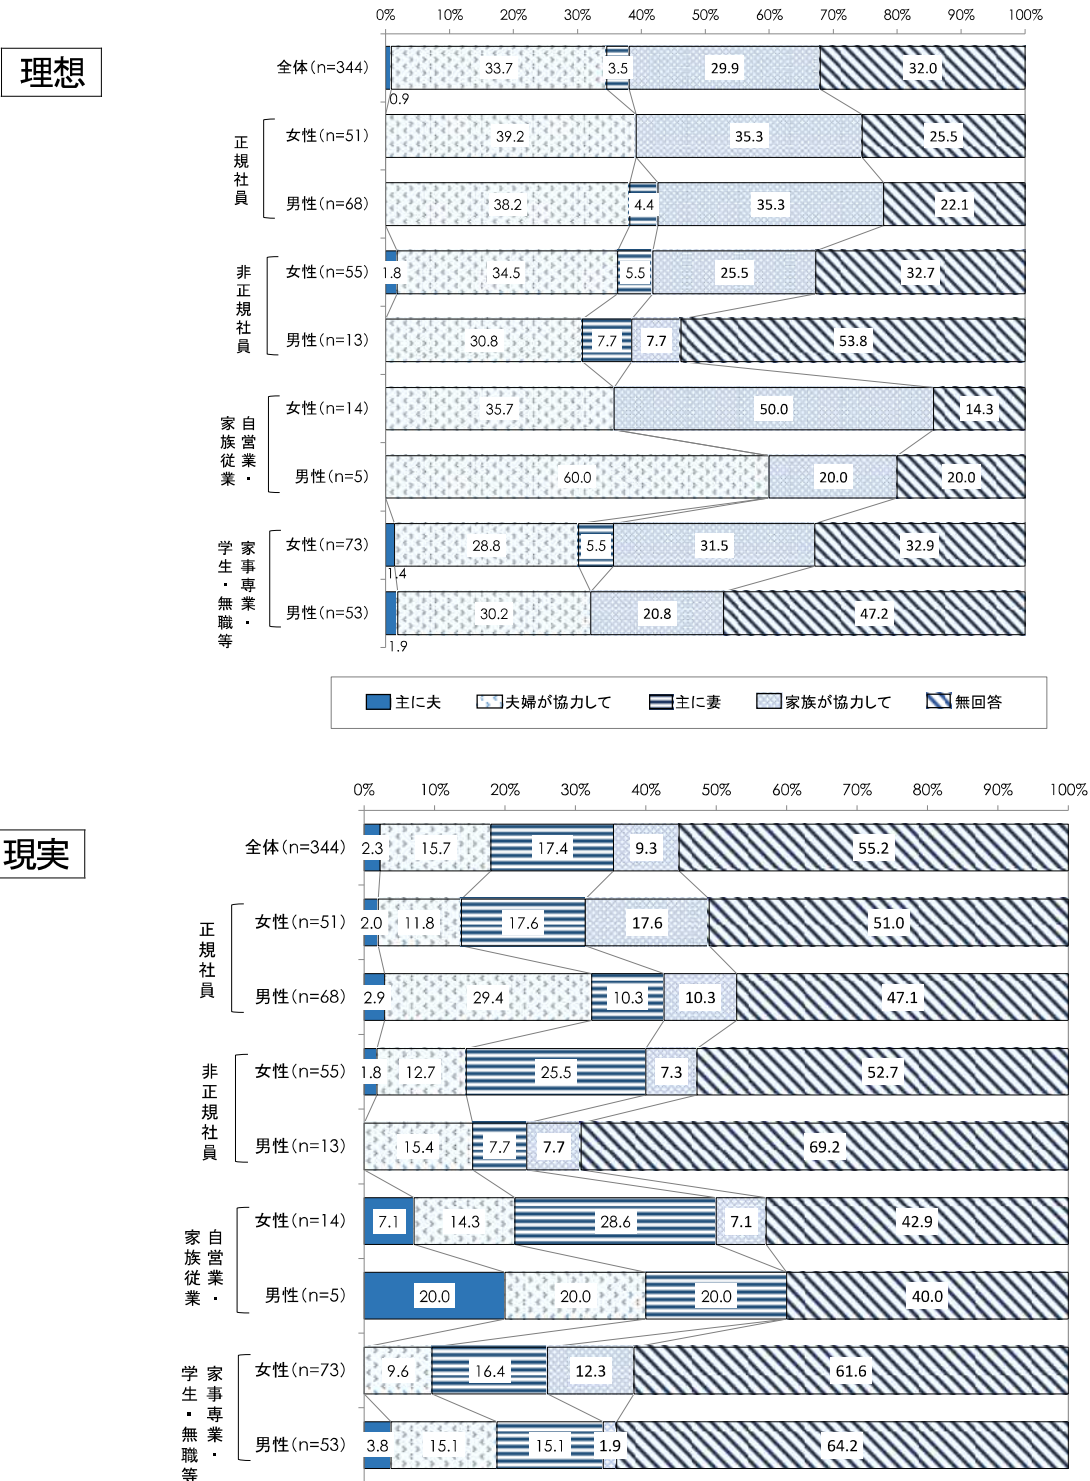 理想
0% 10% 20% 30% 40% 50% 60% 70% 80% 90% 100%
全体(n=344) 33.7 3.5 29.9 32.0
0.9
正規社員
女性(n=51) 39.2 35.3 25.5
男性(n=68) 38.2 4.4 35.3 22.1
非正規社員
女性(n=55) 1.8 34.5 5.5 25.5 32.7
男性(n=13) 30.8 7.7 7.7 53.8
自営業・
家族従業
女性(n=14) 35.7 50.0 14.3
男性(n=5) 60.0 20.0 20.0
家事専業・
学生・無職等
女性(n=73) 28.8 5.5 31.5 32.9
1.4
男性(n=53) 30.2 20.8 47.2
1.9
主に夫 夫婦が協力して 主に妻 家族が協力して 無回答
現実
0% 10% 20% 30% 40% 50% 60% 70% 80% 90% 100%
全体(n=344) 2.3 15.7 17.4 9.3 55.2
正規社員
女性(n=51) 2.0 11.8 17.6 17.6 51.0
男性(n=68) 2.9 29.4 10.3 10.3 47.1
非正規社員
女性(n=55) 1.8 12.7 25.5 7.3 52.7
男性(n=13) 15.4 7.7 7.7 69.2
自営業・
家族従業
女性(n=14) 7.1 14.3 28.6 7.1 42.9
男性(n=5) 20.0 20.0 20.0 40.0
家事専業・
学生・無職等
女性(n=73) 9.6 16.4 12.3 61.6
男性(n=53) 3.8 15.1 15.1 1.9 64.2